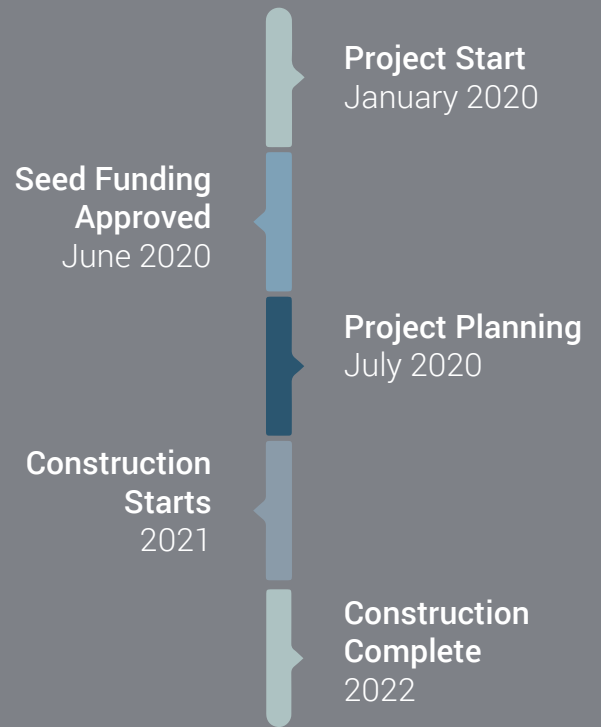 Project Start
January 2020
Seed Funding
Approved
June 2020
Project Planning
July 2020
Construction
Starts
2021
Construction
Complete
2022